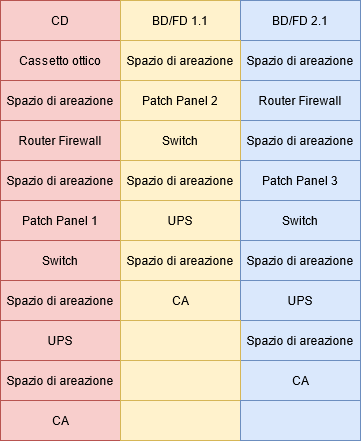 CD BD/FD 1.1 BD/FD 2.1
Cassetto ottico Spazio di areazione Spazio di areazione
Spazio di areazione Patch Panel 2 Router Firewall
Router Firewall Switch Spazio di areazione
Spazio di areazione Spazio di areazione Patch Panel 3
Patch Panel 1 UPS Switch
Switch Spazio di areazione Spazio di areazione
Spazio di areazione CA UPS
UPS Spazio di areazione
Spazio di areazione CA
CA